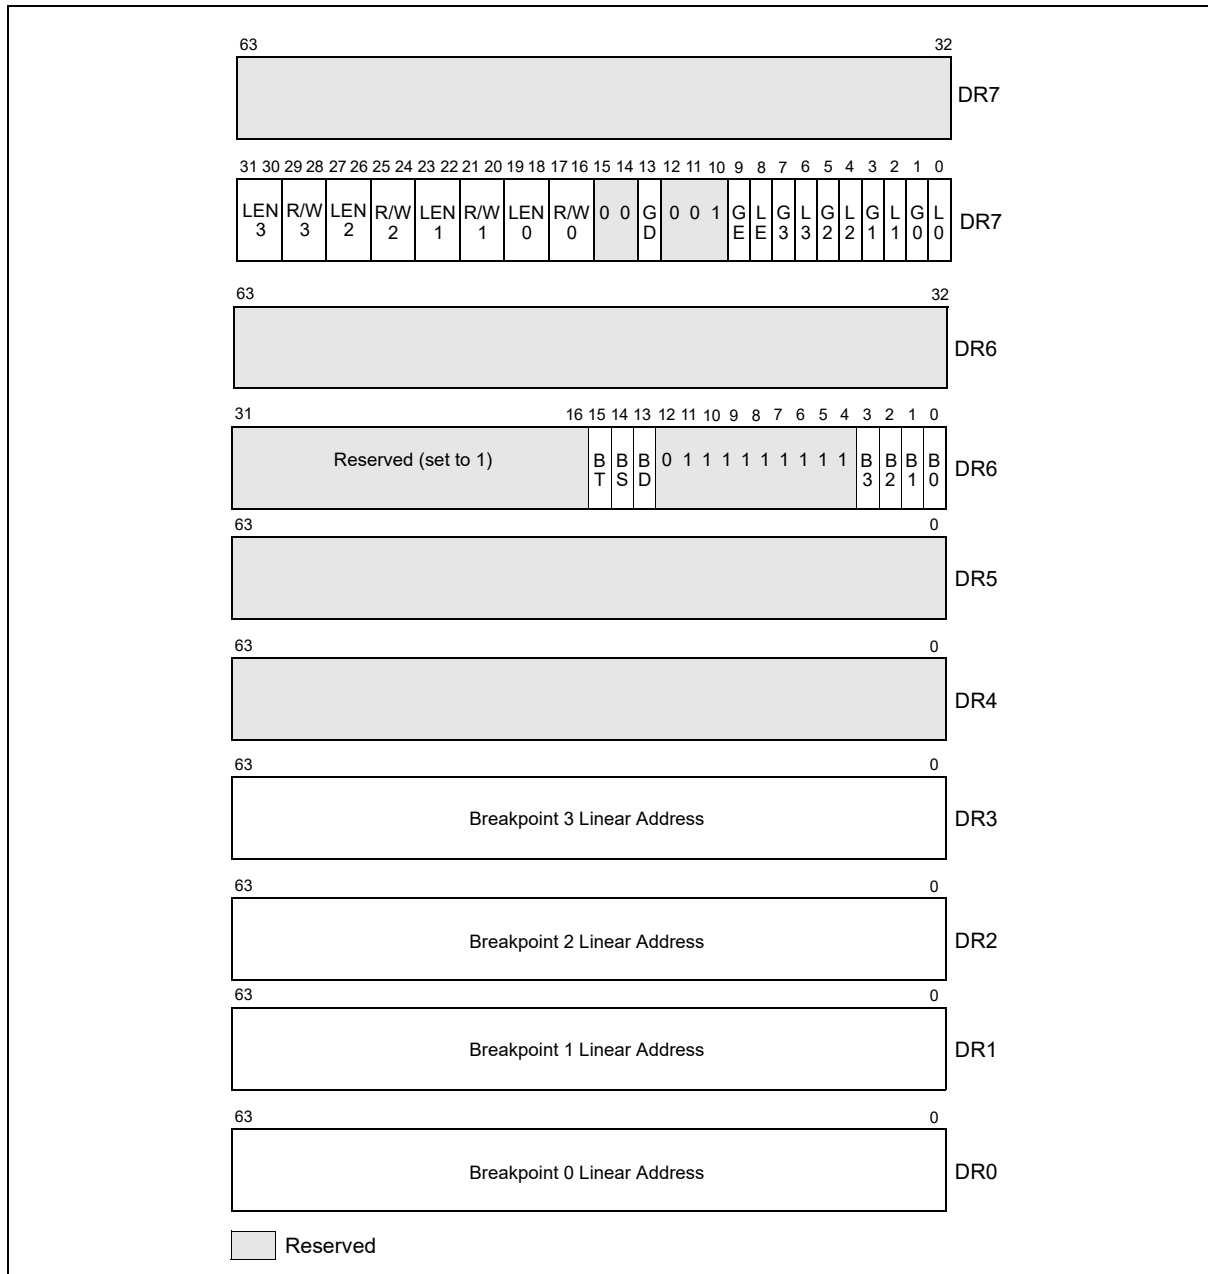 63 32
DR7
31 30 29 28 27 26 25 24 23 22 21 20 19 18 17 16 15 14 13 12 11 10 9 8 7 6 5 4 3 2 1 0
LEN R/W LEN R/W LEN R/W LEN R/W 0 0 G 0 0 1 G L G L G L G L G L DR7
3 3 2 2 1 1 0 0 D E E 3 3 2 2 1 1 0 0
63 32
DR6
31 16 15 14 13 12 11 10 9 8 7 6 5 4 3 2 1 0
Reserved (set to 1) B B B 0 1 1 1 1 1 1 1 1 B B B B DR6
T S D 3 2 1 0
63 0
DR5
63 0
DR4
63 0
Breakpoint 3 Linear Address DR3
63 0
Breakpoint 2 Linear Address DR2
63 0
Breakpoint 1 Linear Address DR1
63 0
Breakpoint 0 Linear Address DR0
Reserved